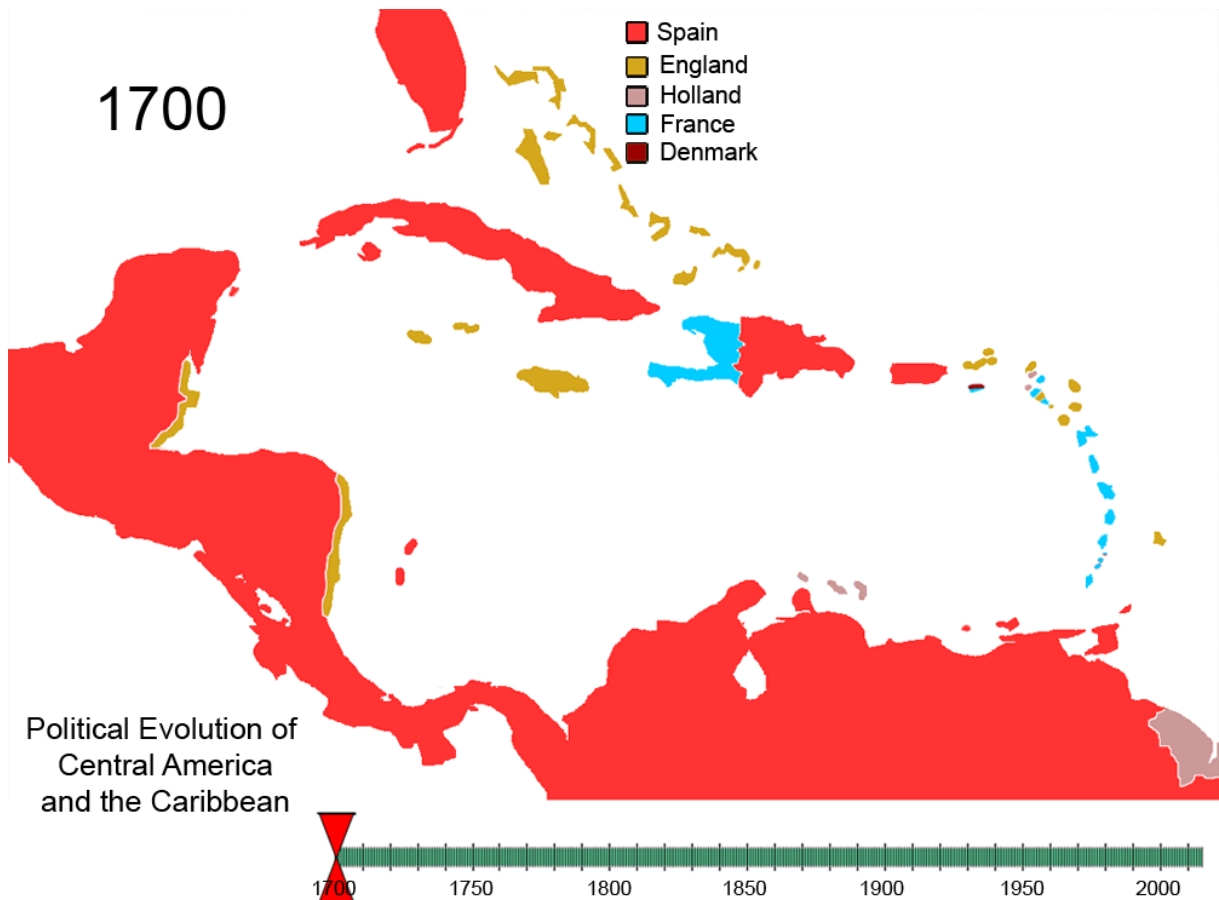 1700
Spain
England
Holland
France
Denmark
Political Evolution of
Central America
and the Caribbean
1700 1750 1800 1850 1900 1950 2000